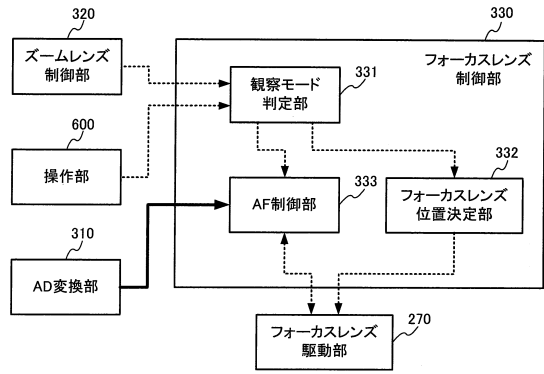 320
ズームレンズ
制御部
600
操作部
310
AD変換部
330
フォーカスレンズ
制御部
331
観察モード
判定部
332
フォーカスレンズ
位置決定部
333
AF制御部
270
フォーカスレンズ
駆動部